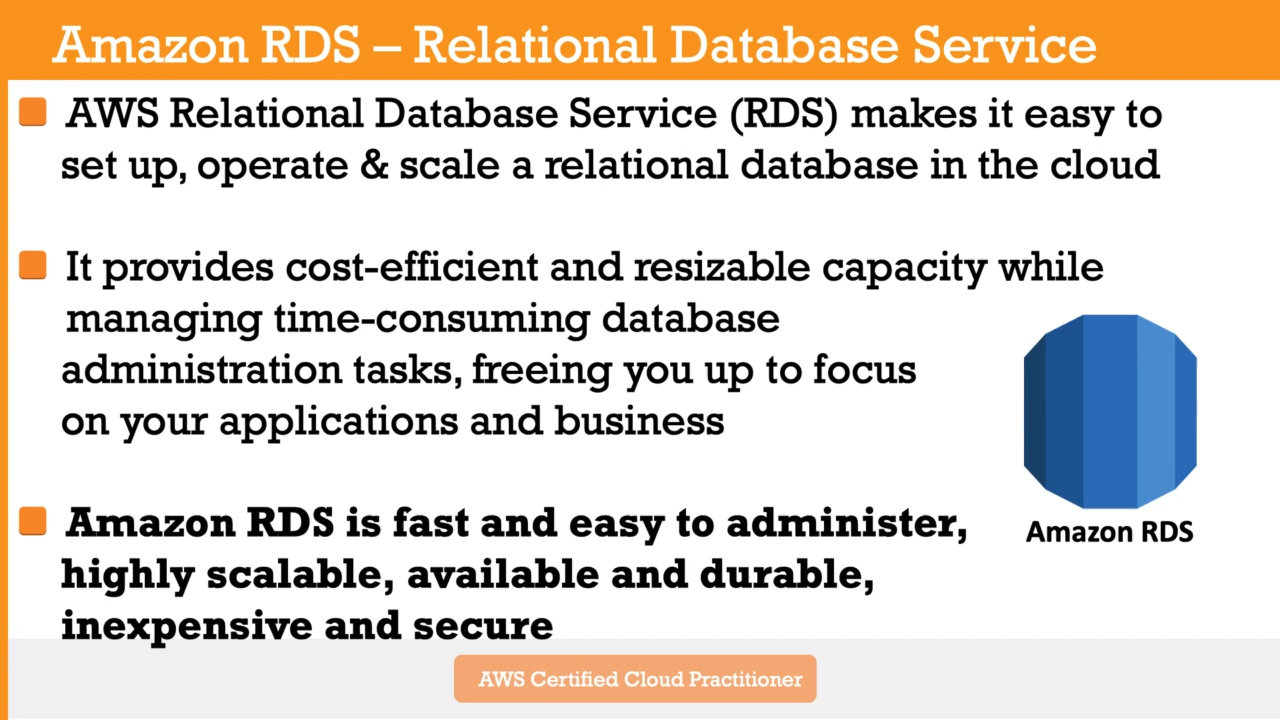 Amazon RDS – Relational Database Service
AWS Relational Database Service (RDS) makes it easy to
set up, operate & scale a relational database in the cloud
It provides cost-efficient and resizable capacity while
managing time-consuming database
administration tasks, freeing you up to focus
on your applications and business
Amazon RDS is fast and easy to administer,
highly scalable, available and durable,
inexpensive and secure
Amazon RDS
AWS Certified Cloud Practitioner